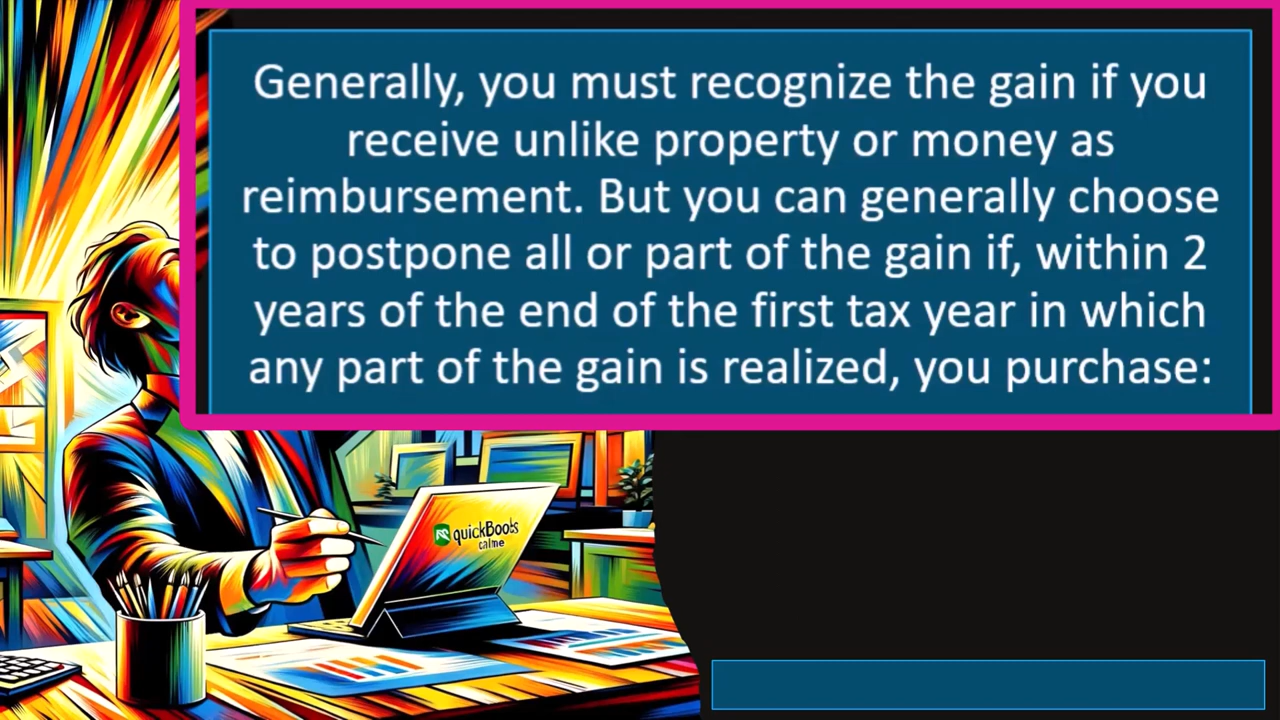 Generally, you must recognize the gain if you
receive unlike property or money as
reimbursement. But you can generally choose
to postpone all or part of the gain if, within 2
years of the end of the first tax year in which
any part of the gain is realized, you purchase:
quickBoots
calme